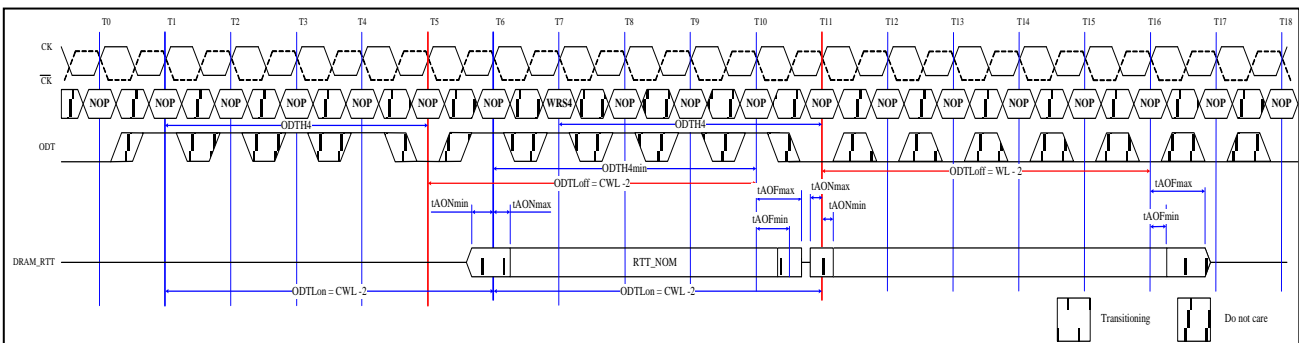 T0 T1 T2 T3 T4 T5 T6 T7 T8 T9 T10 T11 T12 T13 T14 T15 T16 T17 T18
CK
CK
NOP NOP NOP NOP NOP NOP NOP WRS4 NOP NOP NOP NOP NOP NOP NOP NOP NOP NOP NOP
ODTH4 ODTH4
ODT
ODTH4min
ODTLoff = CWL -2 ODTLoff = WL - 2
tAONmin tAONmax tAOFmax tAONmax tAOFmax
tAOFmin tAONmin tAOFmin
DRAM_RTT RTT_NOM
ODTLon = CWL -2 ODTLon = CWL -2
Transitioning Do not care